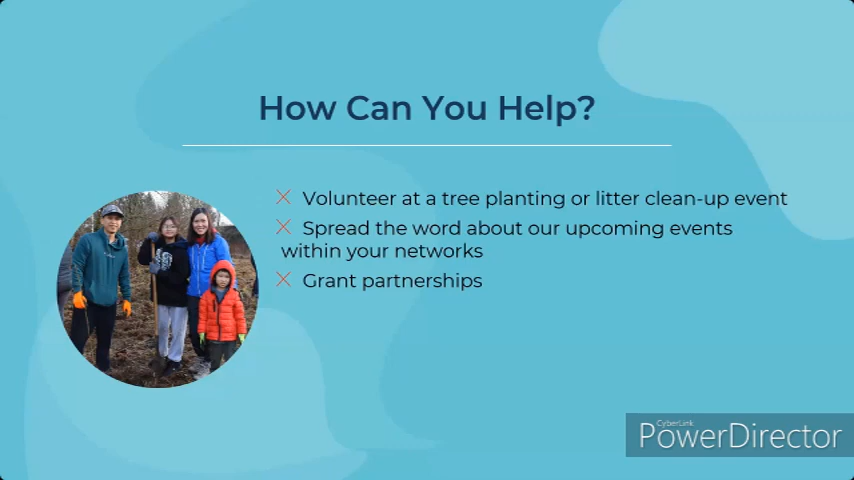 How Can You Help?
Volunteer at a tree planting or litter clean-up event
Spread the word about our upcoming events
within your networks
Grant partnerships
CyberLink
PowerDirector